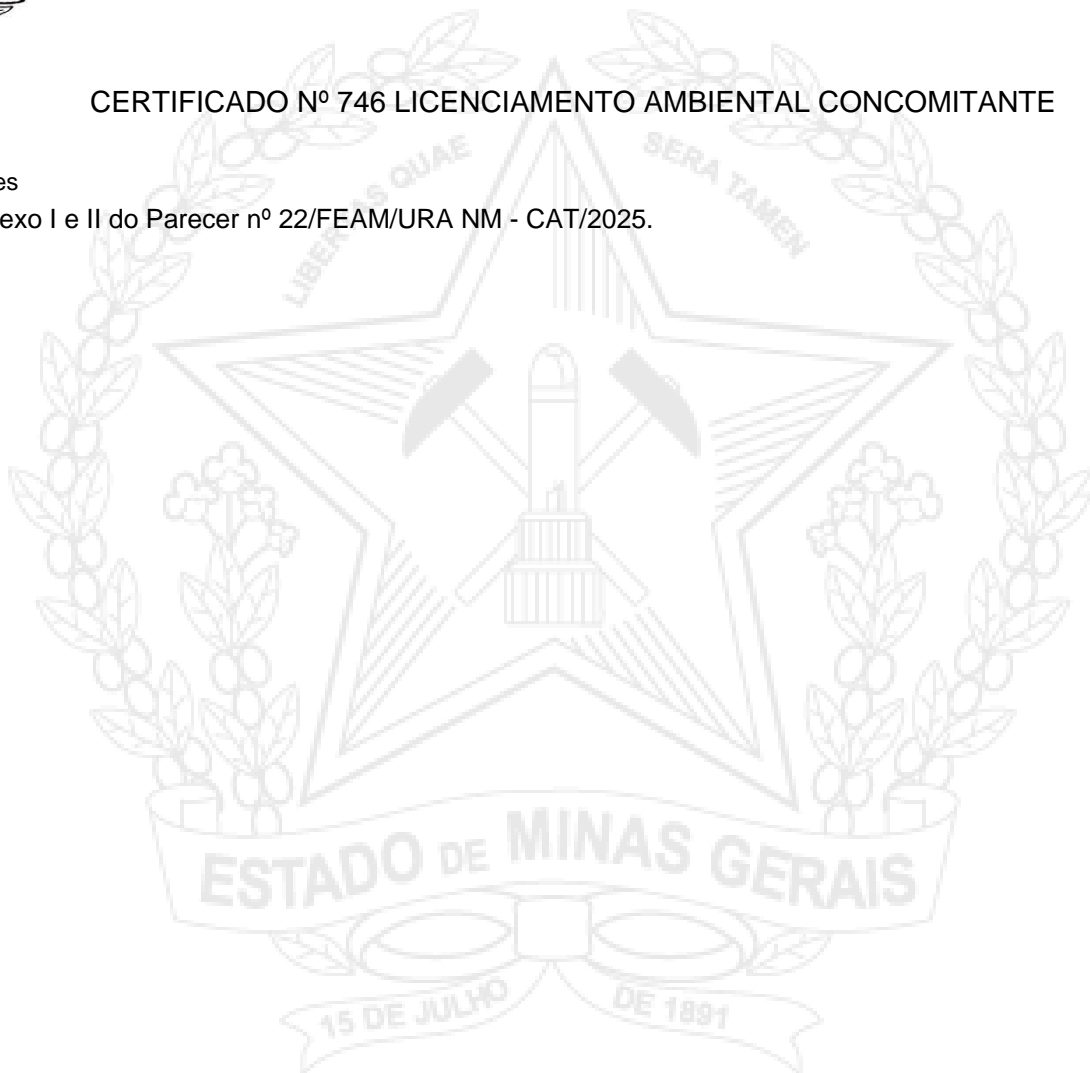 CERTIFICADO Nº 746 LICENCIAMENTO AMBIENTAL CONCOMITANTE
es
exo I e II do Parecer nº 22/FEAM/URA NM - CAT/2025.
LIBERTAS QUAE SERA TAMEN
ESTADO DE MINAS GERAIS
15 DE JULHO DE 1891